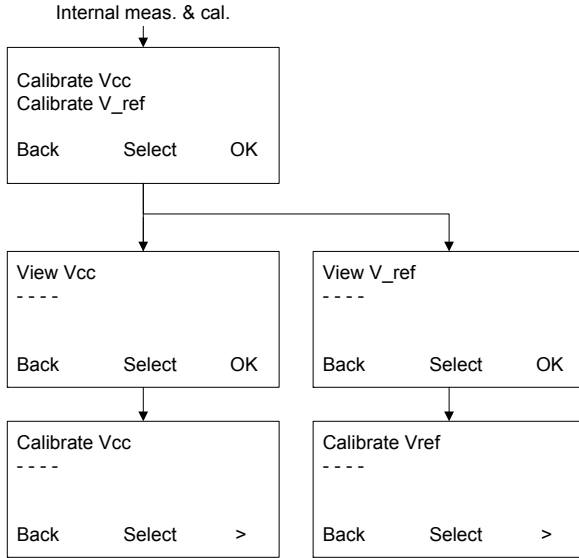 Internal meas. & cal.
Calibrate Vcc
Calibrate V_ref
Back Select OK
View Vcc
- - - -
Back Select OK
View V_ref
- - - -
Back Select OK
Calibrate Vcc
- - - -
Back Select >
Calibrate Vref
- - - -
Back Select >